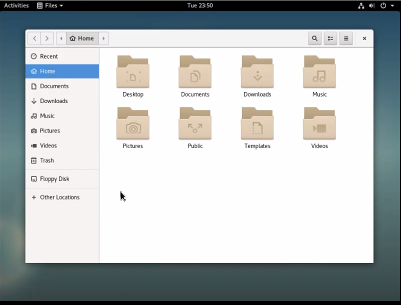 Activities Files Tue 23:50
Home
Recent
Home
Documents
Downloads
Music
Pictures
Videos
Trash
Floppy Disk
Other Locations
Desktop Documents Downloads Music
Pictures Public Templates Videos